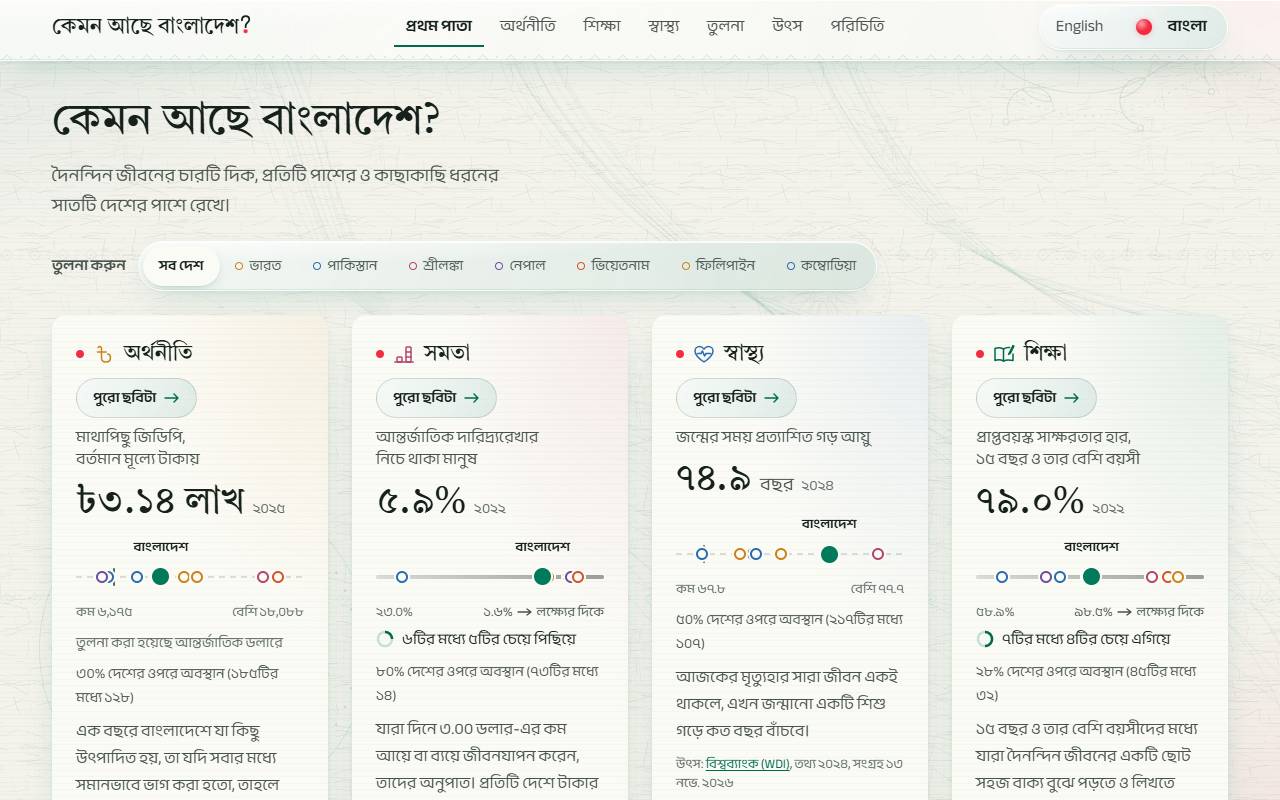 কেমন আছে বাংলাদেশ?
প্রথম পাতা
অর্থনীতি
শিক্ষা
স্বাস্থ্য
তুলনা
উৎস
পরিচিতি
English
বাংলা
কেমন আছে বাংলাদেশ?
দৈনন্দিন জীবনের চারটি দিক, প্রতিটি পাশের ও কাছাকাছি ধরনের
সাতটি দেশের পাশে রেখে।
তুলনা করুন
সব দেশ
ভারত
পাকিস্তান
শ্রীলঙ্কা
নেপাল
ভিয়েতনাম
ফিলিপাইন
কম্বোডিয়া
অর্থনীতি
পুরো ছবিটা →
মাথাপিছু জিডিপি,
বর্তমান মূল্যে টাকায়
৳৩.১৪ লাখ ২০২৫
বাংলাদেশ
কম ৬,১৭৫
বেশি ১৮,০৮৮
তুলনা করা হয়েছে আন্তর্জাতিক ডলারে
৩০% দেশের ওপরে অবস্থান (১৮৫টির
মধ্যে ১২৮)
এক বছরে বাংলাদেশে যা কিছু
উৎপাদিত হয়, তা যদি সবার মধ্যে
সমানভাবে ভাগ করা হতো, তাহলে
সমতা
পুরো ছবিটা →
আন্তর্জাতিক দারিদ্র্যরেখার
নিচে থাকা মানুষ
৫.৯% ২০২২
বাংলাদেশ
২৩.০%
১.৬% → লক্ষ্যের দিকে
৬টির মধ্যে ৫টির চেয়ে পিছিয়ে
৮০% দেশের ওপরে অবস্থান (৭৩টির মধ্যে
১৪)
যারা দিনে ৩.০০ ডলার-এর কম
আয়ে বা ব্যয়ে জীবনযাপন করেন,
তাদের অনুপাত। প্রতিটি দেশে টাকার
স্বাস্থ্য
পুরো ছবিটা →
জন্মের সময় প্রত্যাশিত গড় আয়ু
৭৪.৯ বছর ২০২৪
বাংলাদেশ
কম ৬৭.৮
বেশি ৭৭.৭
৫০% দেশের ওপরে অবস্থান (২১৭টির মধ্যে
১০৭)
আজকের মৃত্যুহার সারা জীবন একই
থাকলে, এখন জন্মানো একটি শিশু
গড়ে কত বছর বাঁচবে।
উৎস: বিশ্বব্যাংক (WDI), তথ্য ২০২৪, সংগ্রহ ১৩
নভে. ২০২৬
শিক্ষা
পুরো ছবিটা →
প্রাপ্তবয়স্ক সাক্ষরতার হার,
১৫ বছর ও তার বেশি বয়সী
৭৯.০% ২০২২
বাংলাদেশ
৫৮.৯%
৯৮.৫% → লক্ষ্যের দিকে
৭টির মধ্যে ৪টির চেয়ে এগিয়ে
২৮% দেশের ওপরে অবস্থান (৪৫টির মধ্যে
৩২)
১৫ বছর ও তার বেশি বয়সীদের মধ্যে
যারা দৈনন্দিন জীবনের একটি ছোট
সহজ বাক্য বুঝে পড়তে ও লিখতে